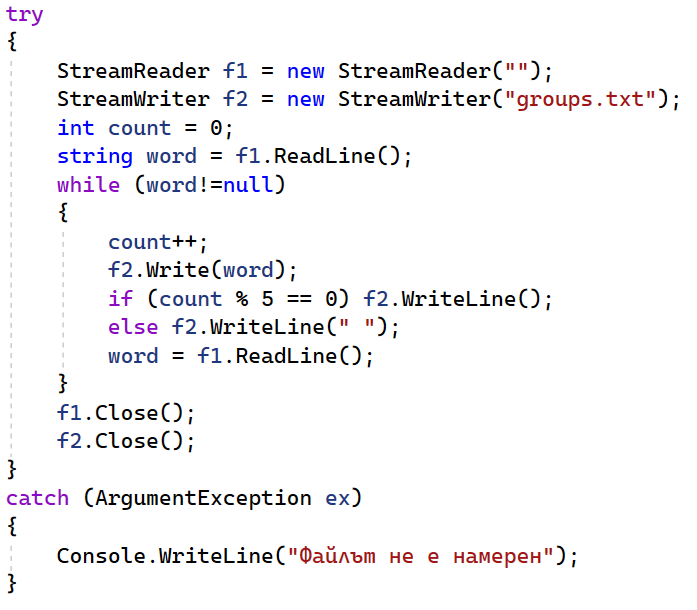 try
{
    StreamReader f1 = new StreamReader("");
    StreamWriter f2 = new StreamWriter("groups.txt");
    int count = 0;
    string word = f1.ReadLine();
    while (word!=null)
    {
        count++;
        f2.Write(word);
        if (count % 5 == 0) f2.WriteLine();
        else f2.WriteLine(" ");
        word = f1.ReadLine();
    }
    f1.Close();
    f2.Close();
}
catch (ArgumentException ex)
{
    Console.WriteLine("Файлът не е намерен");
}